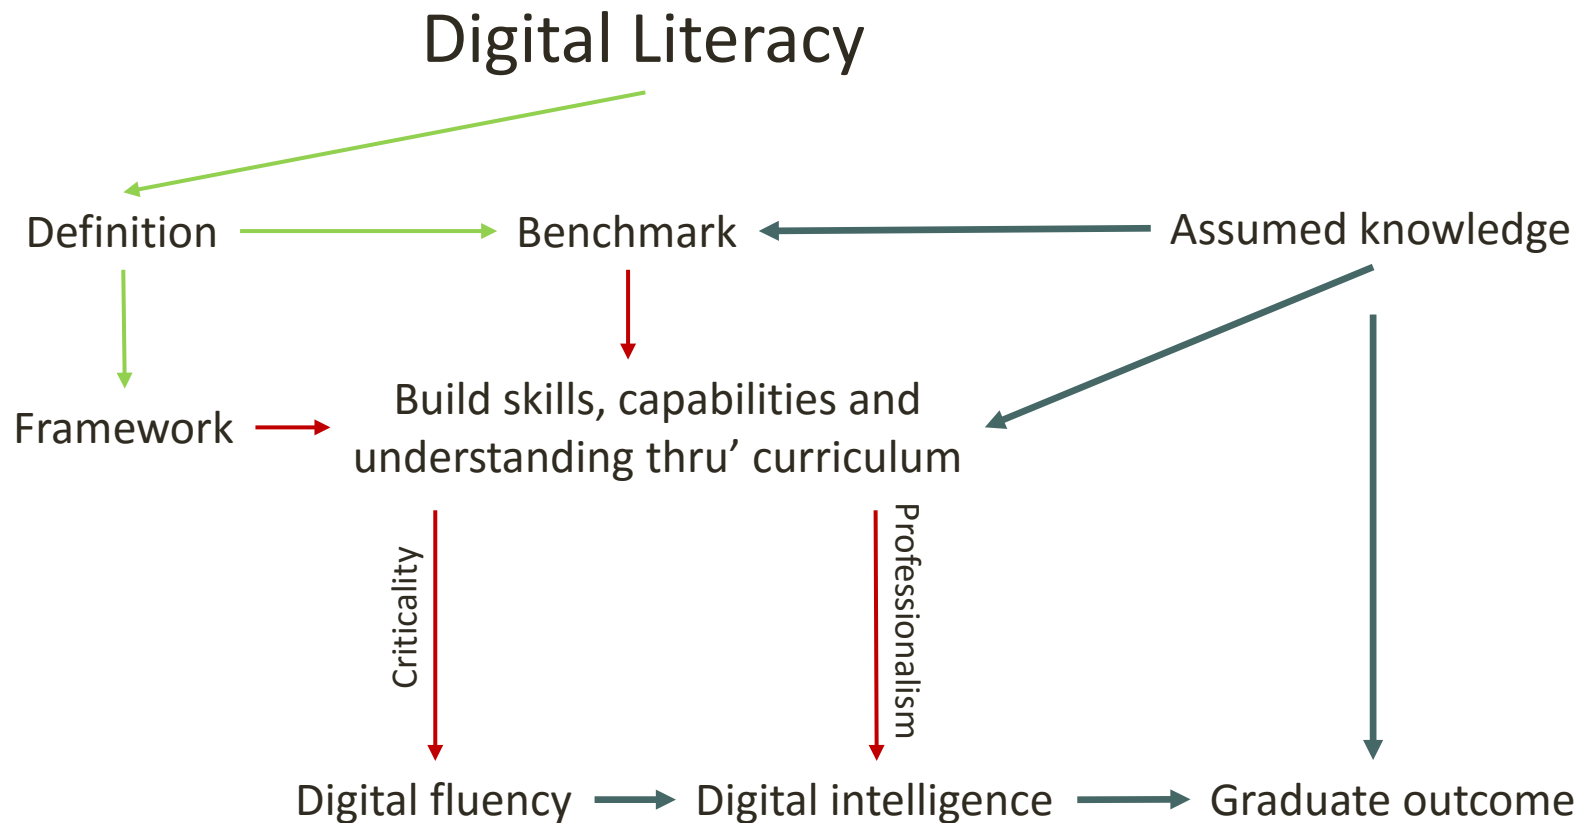 Digital Literacy
Definition
Benchmark
Assumed knowledge
Framework
Build skills, capabilities and
understanding thru’ curriculum
Criticality
Professionalism
Digital fluency
Digital intelligence
Graduate outcome